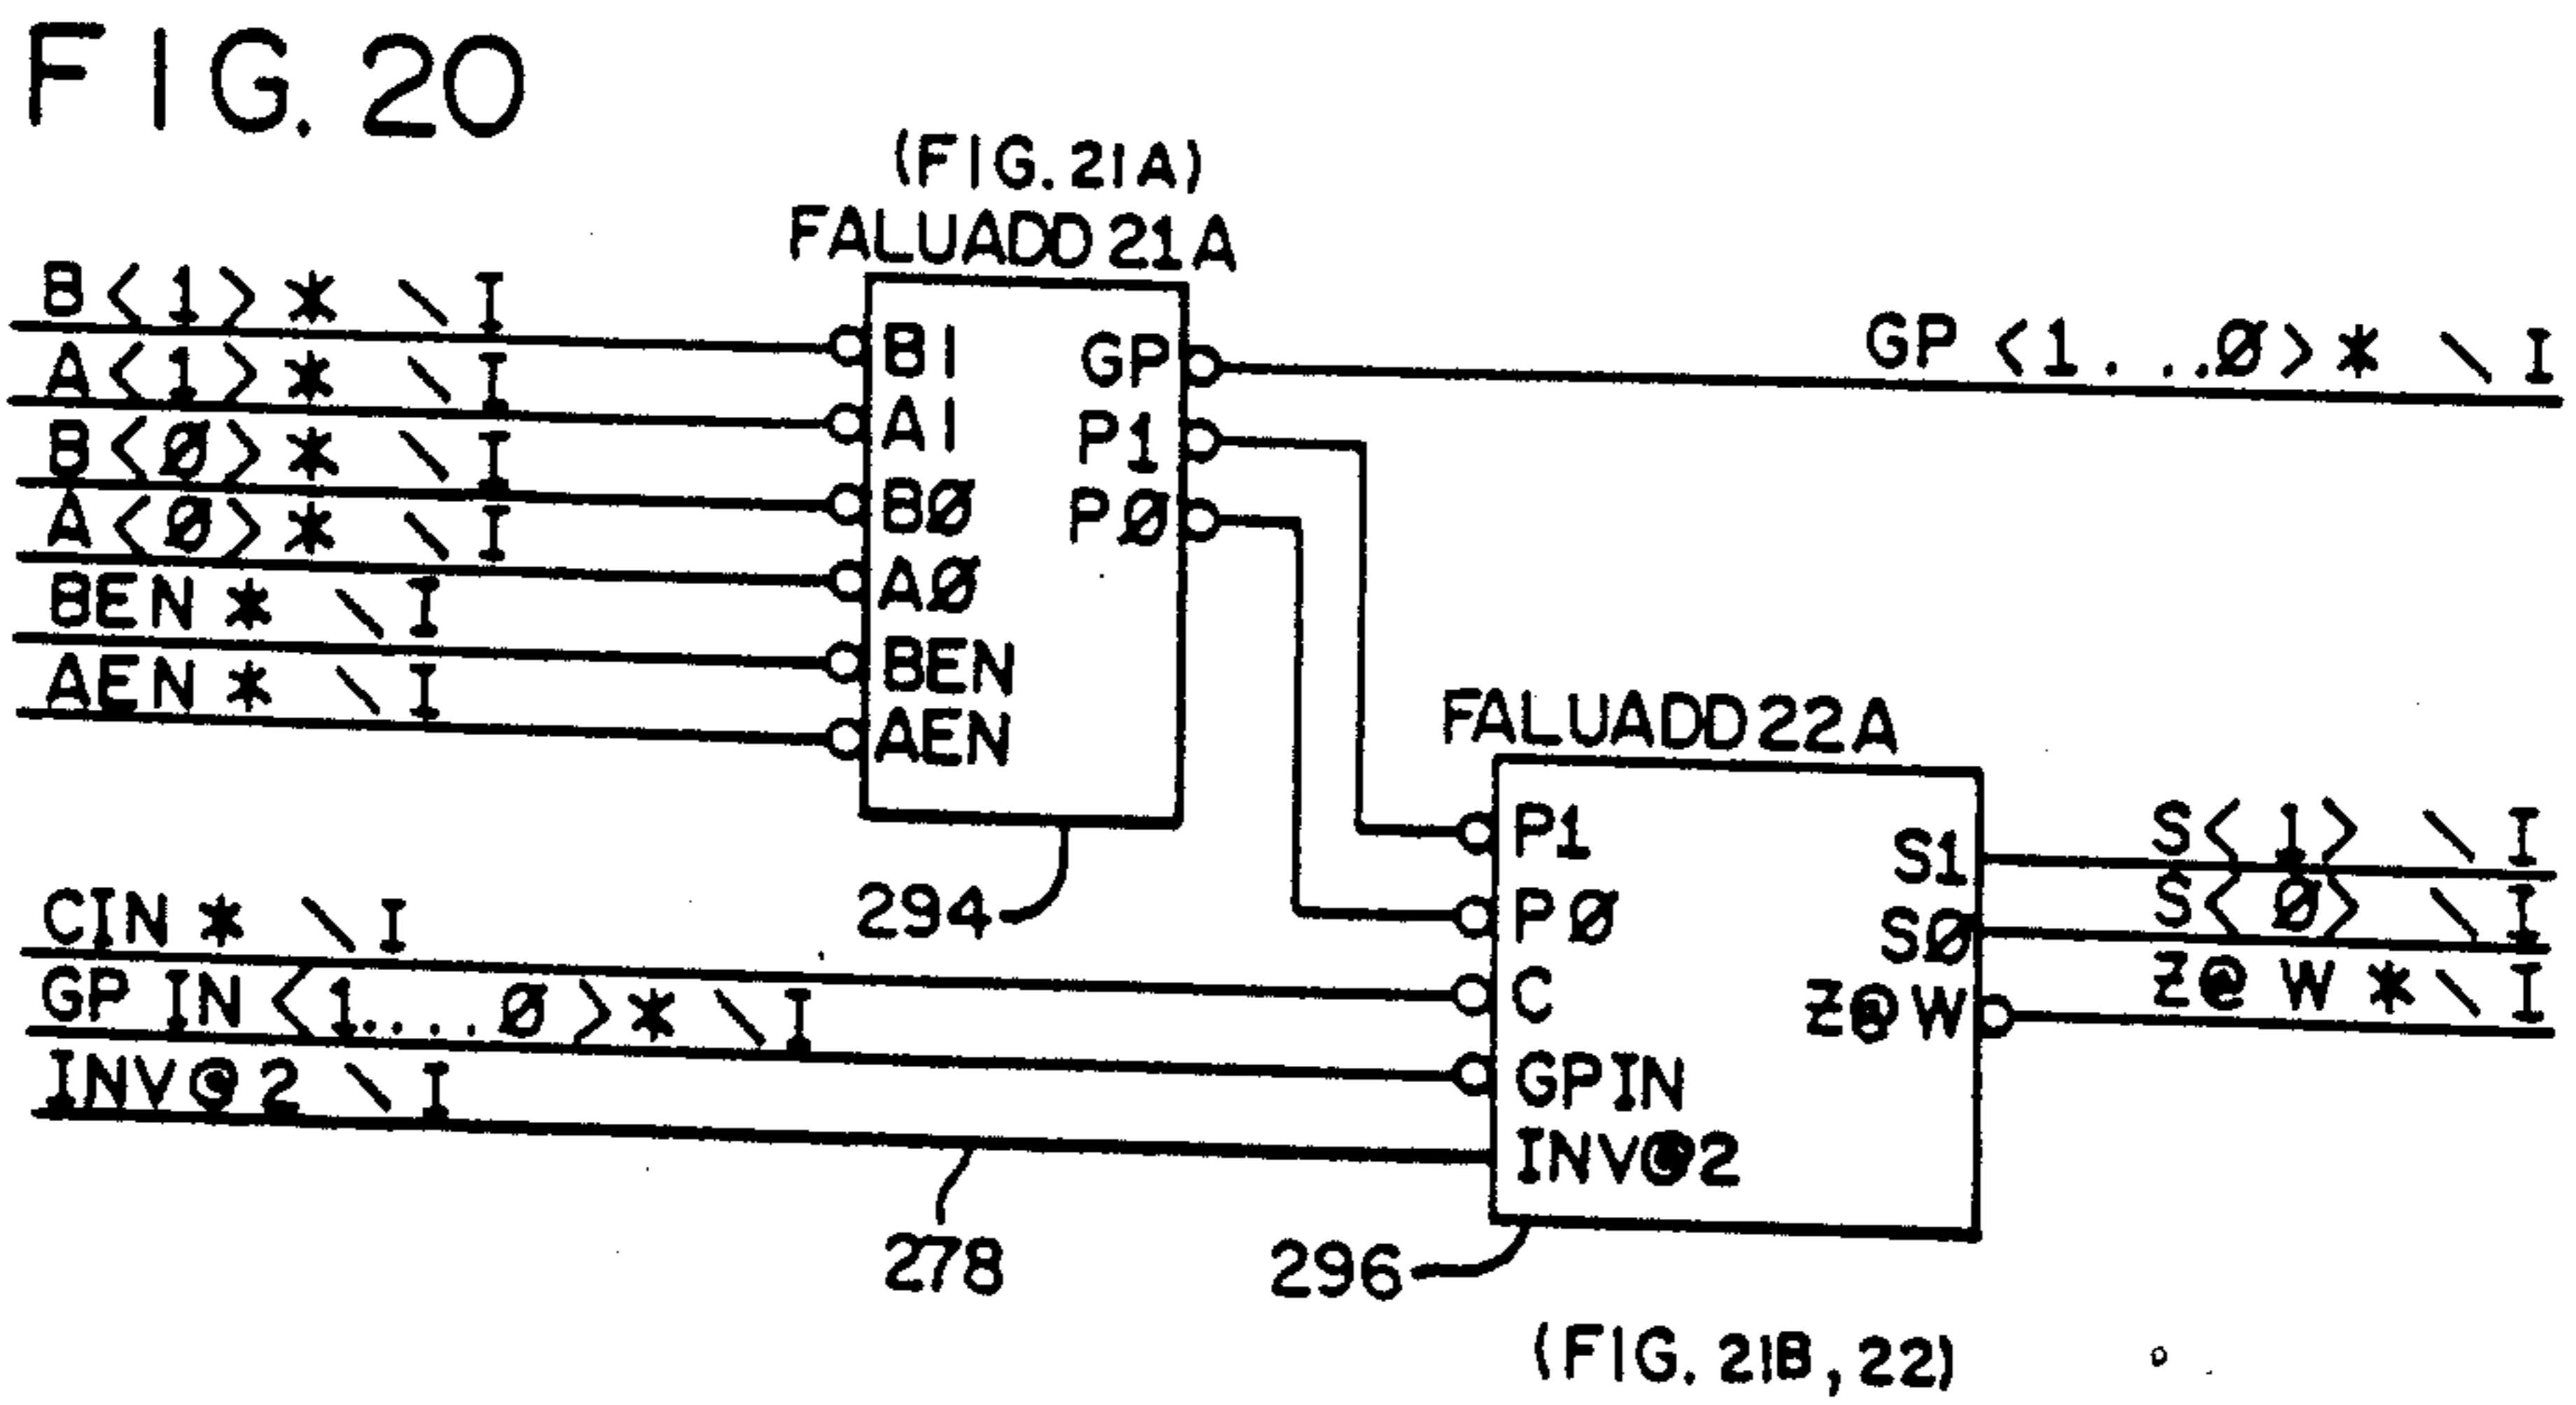 FIG. 20
(FIG. 21A)
FALUADD 21A
B<1>* \I
A<1>* \I
B<Ø>* \I
A<Ø>* \I
BEN* \I
AEN* \I
B1
A1
BØ
AØ
BEN
AEN
GP
P1
PØ
GP <1...Ø>* \I
294
FALUADD 22A
CIN* \I
GP IN <1....Ø>* \I
INV@2 \I
278
P1
PØ
C
GPIN
INV@2
S1
SØ
Z@W
S<1> \I
S<Ø> \I
Z@W*\I
296
(FIG. 21B, 22)